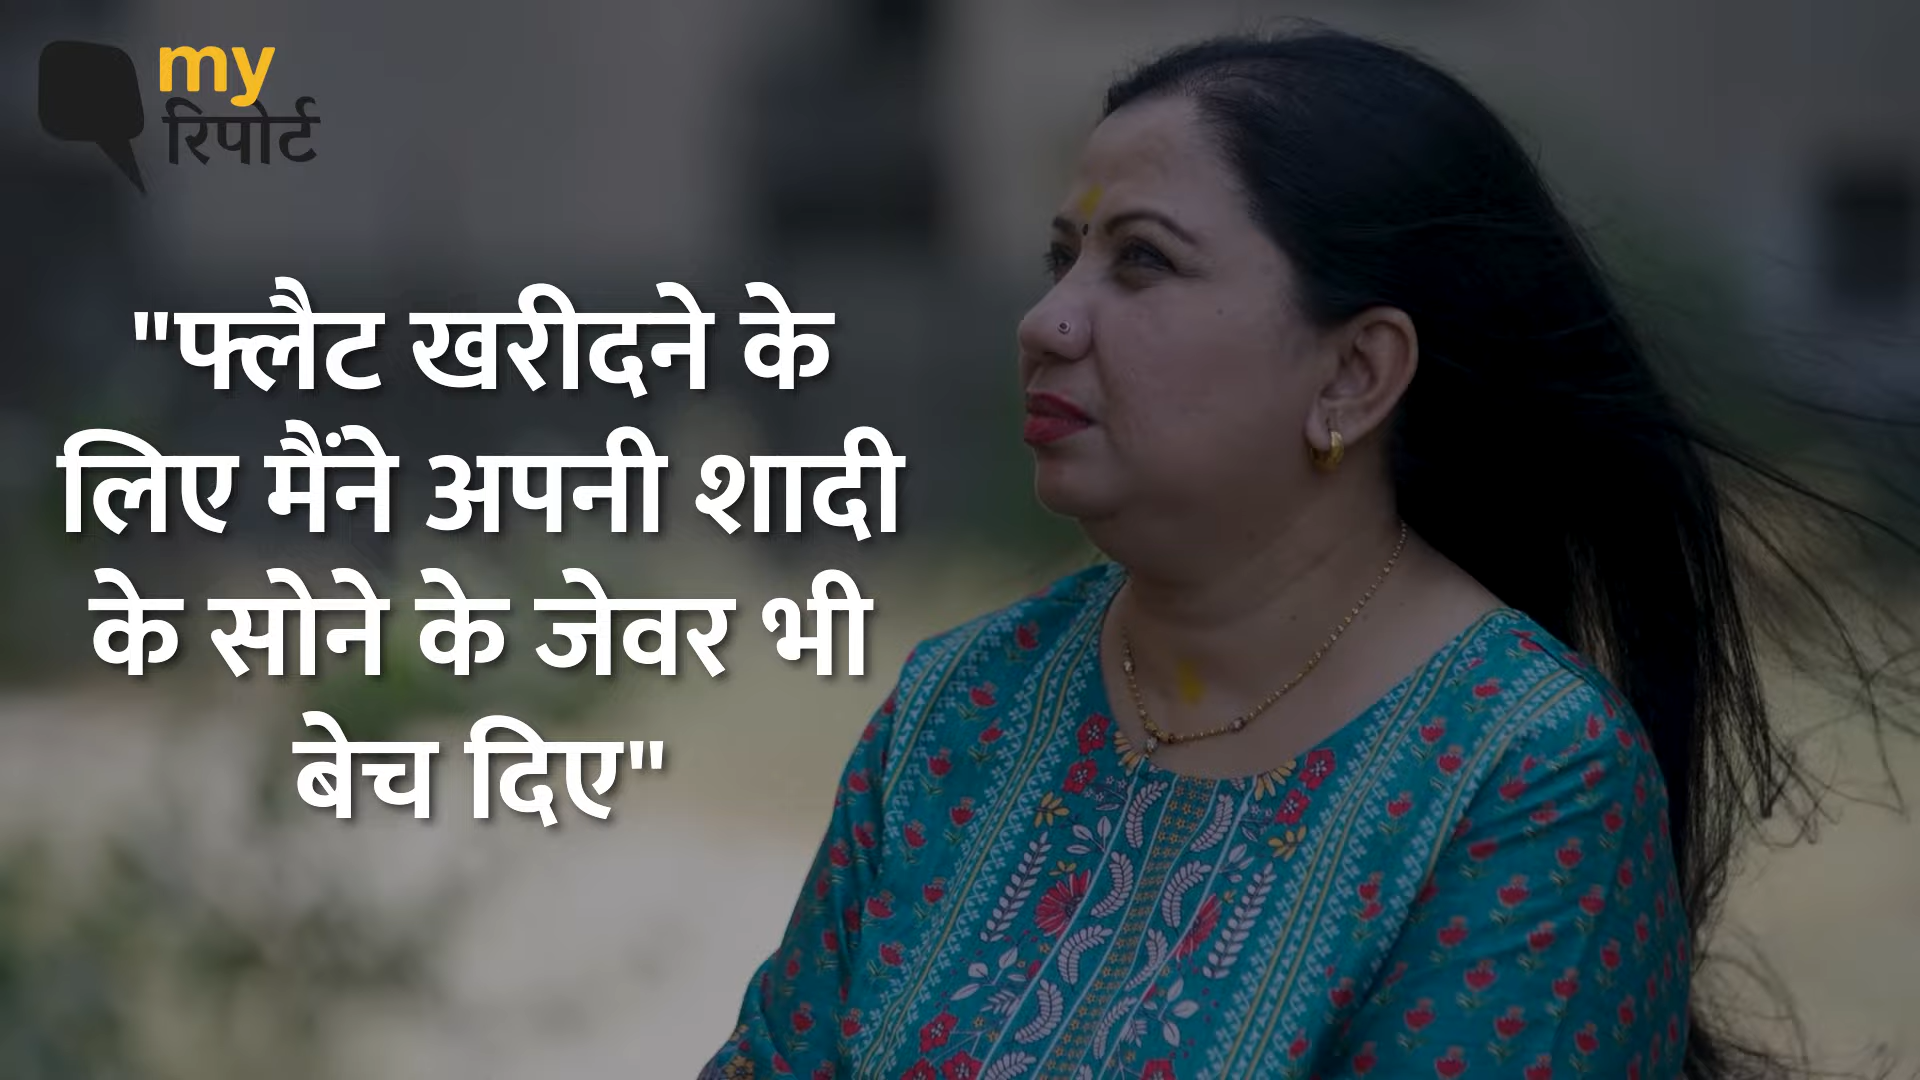 my
रिपोर्ट
"फ्लैट खरीदने के
लिए मैंने अपनी शादी
के सोने के जेवर भी
बेच दिए"